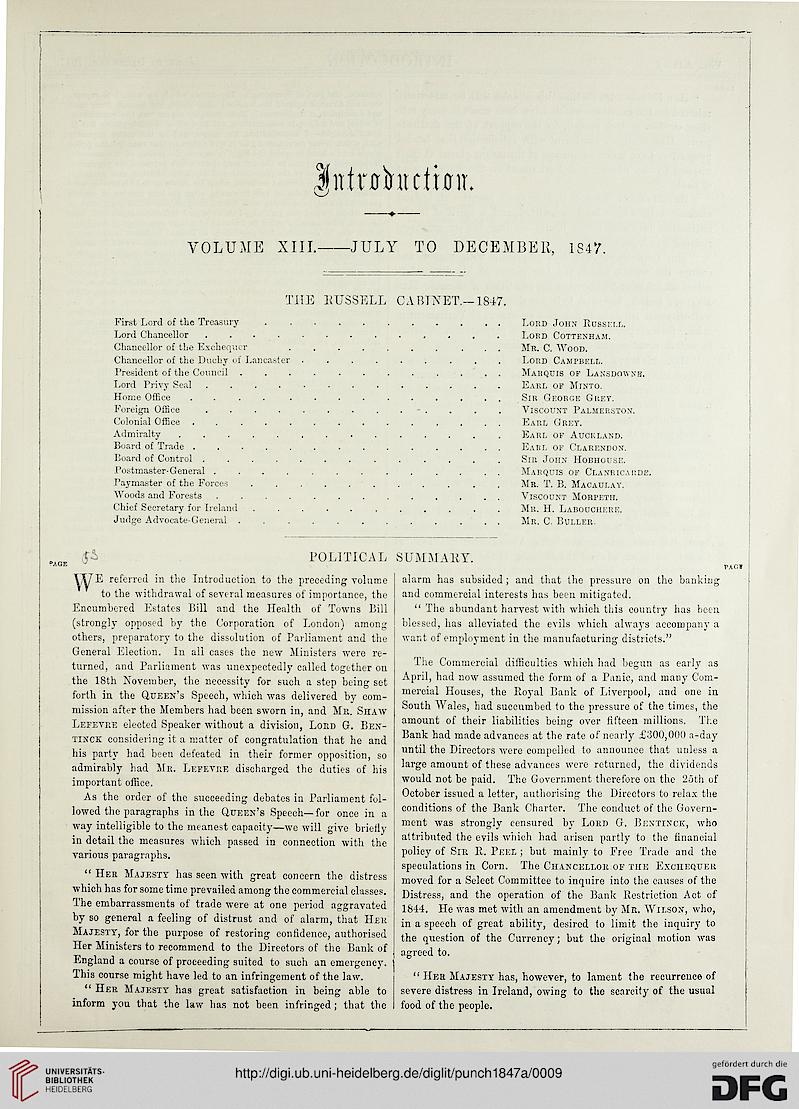 Introduction.
VOLUME XIII.——JULY TO DECEMBER, 1847.
THE RUSSELL CABINET.—1847.
First Lord of the Treasury . . . . . . . . . . . LORD JOHN RUSSELL.
Lord Chancellor . . . . . . . . . . . . . LORD COTTENHAM.
Chancellor of the Exchequer . . . . . . . . . . MR. C. WOOD.
Chancellor of the Duchy of Lancaster . . . . . . . . . LORD CAMPBELL.
President of the Council . . . . . . . . . . . . MARQUIS OF LANSDOWNE.
Lord Privy Seal . . . . . . . . . . . . . EARL OF MINTO.
Home Office . . . . . . . . . . . . . . SIR GEORGE GREY.
Foreign Office . . . . . . . . . . . . . VISCOUNT PALMERSTON.
Colonial Office . . . . . . . . . . . . . . EARL GREY.
Admiralty . . . . . . . . . . . . . . EARL OF AUCKLAND.
Board of Trade . . . . . . . . . . . . . . EARL OF CLARENDON.
Board of Control . . . . . . . . . . . . . SIR JOHN HOBHOUSE.
Postmaster-General . . . . . . . . . . . . . MARQUIS OF CLANRICARDE.
Paymaster of the Forces . . . . . . . . . . . MR. T. B. MACAULAY.
Woods and Forests . . . . . . . . . . . . . VISCOUNT MORPETH.
Chief Secretary for Ireland . . . . . . . . . . . MR. H. LABOUCHERE.
Judge Advocate-General . . . . . . . . . . . . MR. C. BULLER.
POLITICAL SUMMARY.
PAGE
WE referred in the Introduction to the preceding volume
to the withdrawal of several measures of importance, the
Encumbered Estates Bill and the Health of Towns Bill
(strongly opposed by the Corporation of London) among
others, preparatory to the dissolution of Parliament and the
General Election. In all cases the new Ministers were re-
turned, and Parliament was unexpectedly called together on
the 18th November, the necessity for such a step being set
forth in the QUEEN'S Speech, which was delivered by com-
mission after the Members had been sworn in, and MR. SHAW
LEFEVRE elected Speaker without a division, LORD G. BEN-
TINCK considering it a matter of congratulation that he and
his party had been defeated in their former opposition, so
admirably had MR. LEFEVRE discharged the duties of his
important office.
As the order of the succeeding debates in Parliament fol-
lowed the paragraphs in the QUEEN'S Speech—for once in a
way intelligible to the meanest capacity—we will give briefly
in detail the measures which passed in connection with the
various paragraphs.
"HER MAJESTY has seen with great concern the distress
which has for some time prevailed among the commercial classes.
The embarrassments of trade were at one period aggravated
by so general a feeling of distrust and of alarm, that HER
MAJESTY, for the purpose of restoring confidence, authorised
Her Ministers to recommend to the Directors of the Bank of
England a course of proceeding suited to such an emergency.
This course might have led to an infringement of the law.
"HER MAJESTY has great satisfaction in being able to
inform you that the law has not been infringed; that the
PAGE
alarm has subsided; and that the pressure on the banking
and commercial interests has been mitigated.
"The abundant harvest with which this country has been
blessed, has alleviated the evils which always accompany a
want of employment in the manufacturing districts."
The Commercial difficulties which had begun as early as
April, had now assumed the form of a Panic, and many Com-
mercial Houses, the Royal Bank of Liverpool, and one in
South Wales, had succumbed to the pressure of the times, the
amount of their liabilities being over fifteen millions. The
Bank had made advances at the rate of nearly £300,000 a-day
until the Directors were compelled to announce that unless a
large amount of these advances were returned, the dividends
would not be paid. The Government therefore on the 25th of
October issued a letter, authorising the Directors to relax the
conditions of the Bank Charter. The conduct of the Govern-
ment was strongly censured by LORD G. BENTINCK, who
attributed the evils which had arisen partly to the financial
policy of SIR R. PEEL; but mainly to Free Trade and the
speculations in Corn. The CHANCELLOR OF THE EXCHEQUER
moved for a Select Committee to inquire into the causes of the
Distress, and the operation of the Bank Restriction Act of
1844. He was met with an amendment by MR. WILSON, who,
in a speech of great ability, desired to limit the inquiry to
the question of the Currency; but the original motion was
agreed to.
"HER MAJESTY has, however, to lament the recurrence of
severe distress in Ireland, owing to the scarcity of the usual
food of the people.
UNIVERSITÄTS-
BIBLIOTHEK
HEIDELBERG
http://digi.ub.uni-heidelberg.de/diglit/punch1847a/0009
gefördert durch die
DFG